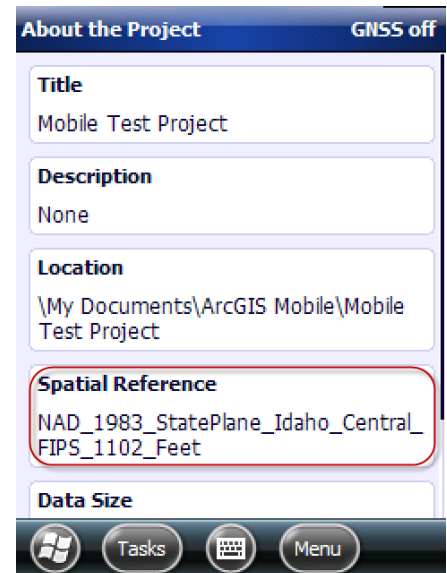 About the Project GNSS off
Title
Mobile Test Project
Description
None
Location
\My Documents\ArcGIS Mobile\Mobile
Test Project
Spatial Reference
NAD_1983_StatePlane_Idaho_Central_
FIPS_1102_Feet
Data Size
Tasks Menu